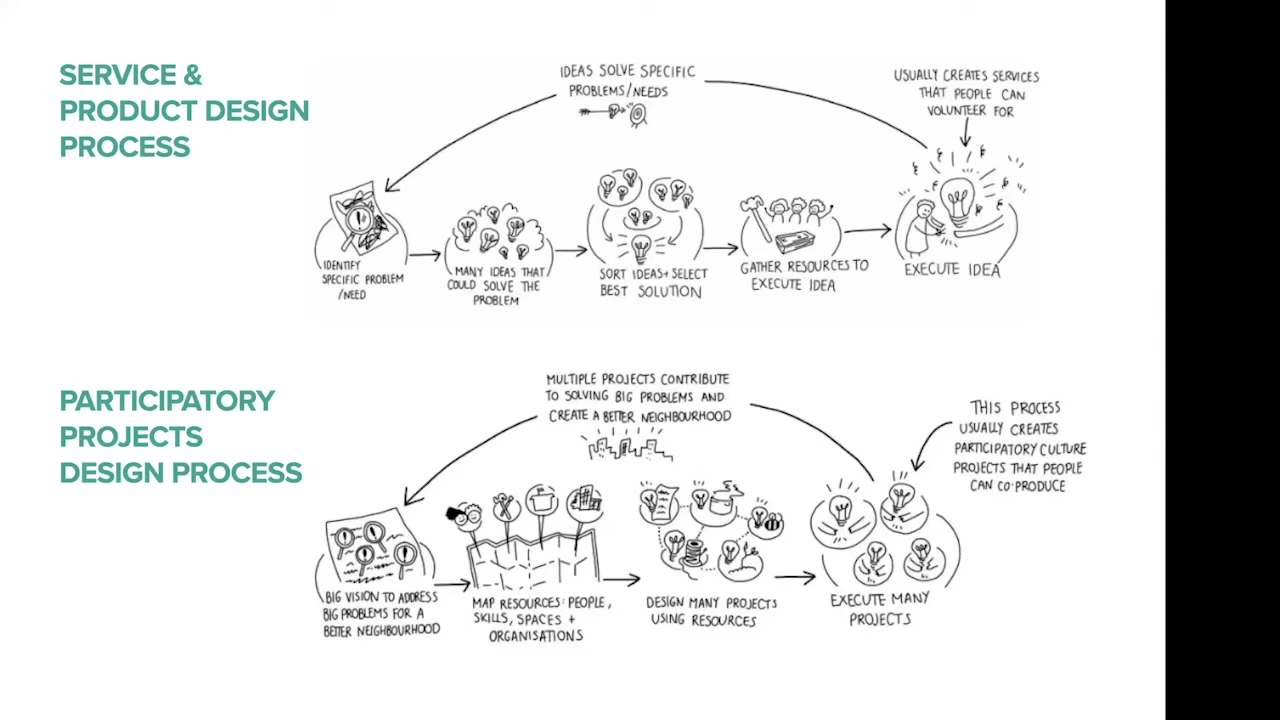 SERVICE &
PRODUCT DESIGN
PROCESS
IDEAS SOLVE SPECIFIC
PROBLEMS/NEEDS
USUALLY CREATES SERVICES
THAT PEOPLE CAN
VOLUNTEER FOR
IDENTIFY
SPECIFIC PROBLEM
/NEED
MANY IDEAS THAT
COULD SOLVE THE
PROBLEM
SORT IDEAS + SELECT
BEST SOLUTION
GATHER RESOURCES TO
EXECUTE IDEA
EXECUTE IDEA
PARTICIPATORY
PROJECTS
DESIGN PROCESS
MULTIPLE PROJECTS CONTRIBUTE
TO SOLVING BIG PROBLEMS AND
CREATE A BETTER NEIGHBOURHOOD
THIS PROCESS
USUALLY CREATES
PARTICIPATORY CULTURE
PROJECTS THAT PEOPLE
CAN CO-PRODUCE
BIG VISION TO ADDRESS
BIG PROBLEMS FOR A
BETTER NEIGHBOURHOOD
MAP RESOURCES: PEOPLE,
SKILLS, SPACES +
ORGANISATIONS
DESIGN MANY PROJECTS
USING RESOURCES
EXECUTE MANY
PROJECTS